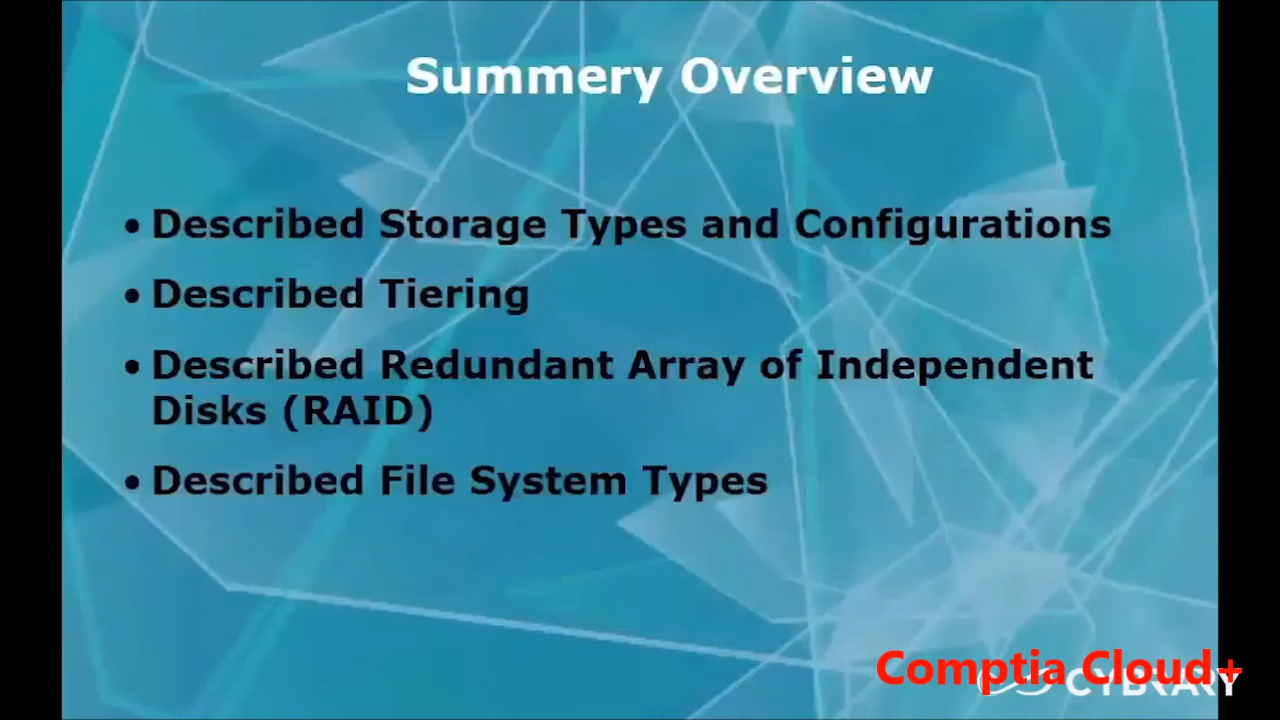 Summery Overview
• Described Storage Types and Configurations
• Described Tiering
• Described Redundant Array of Independent
Disks (RAID)
• Described File System Types
Comptia Cloud+
CYBRARY